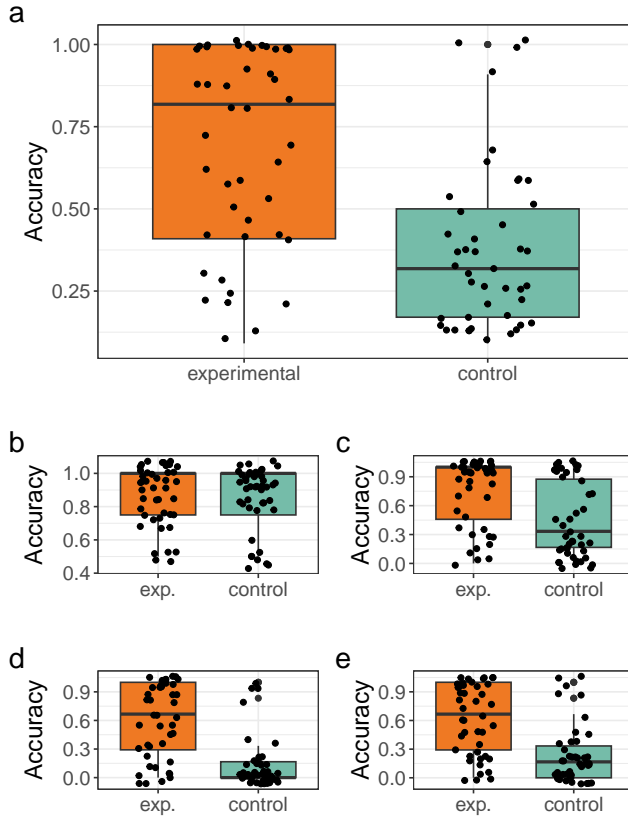 a
Accuracy
1.00
0.75
0.50
0.25
experimental control
b
Accuracy
1.0
0.8
0.6
0.4
exp. control
c
Accuracy
0.9
0.6
0.3
0.0
exp. control
d
Accuracy
0.9
0.6
0.3
0.0
exp. control
e
Accuracy
0.9
0.6
0.3
0.0
exp. control